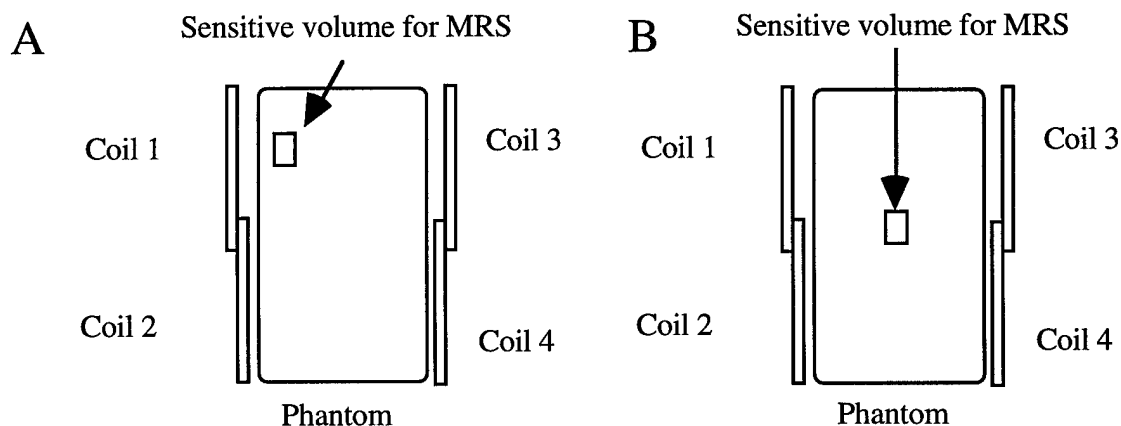 A
Sensitive volume for MRS
Coil 1
Coil 3
Coil 2
Coil 4
Phantom
B
Sensitive volume for MRS
Coil 1
Coil 3
Coil 2
Coil 4
Phantom